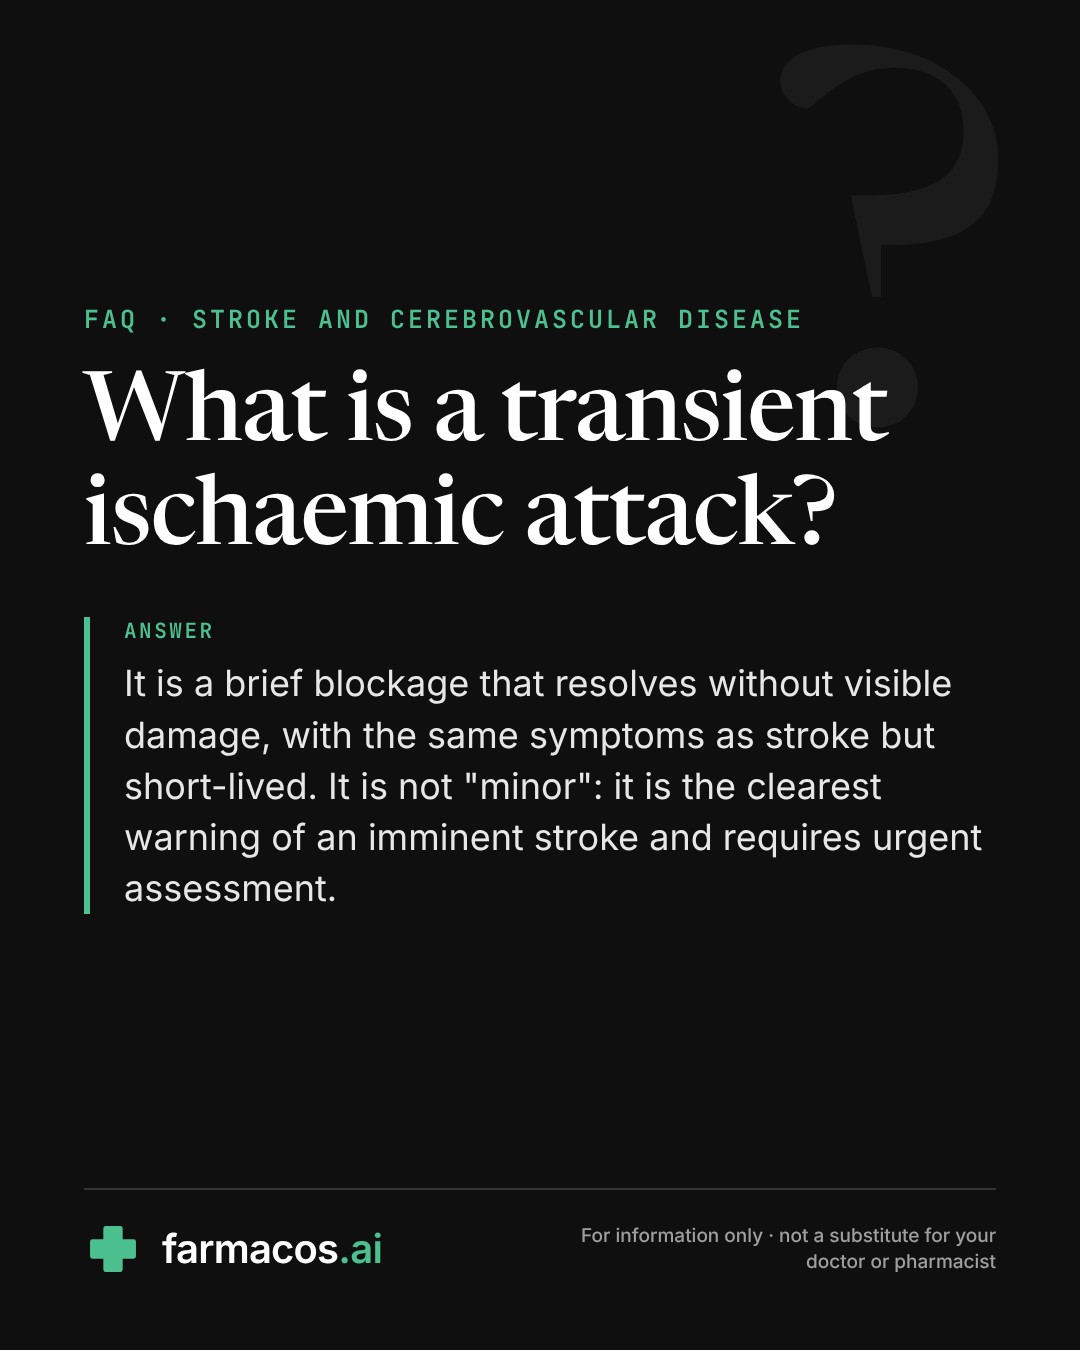 FAQ · STROKE AND CEREBROVASCULAR DISEASE
What is a transient
ischaemic attack?
ANSWER
It is a brief blockage that resolves without visible
damage, with the same symptoms as stroke but
short-lived. It is not "minor": it is the clearest
warning of an imminent stroke and requires urgent
assessment.
farmacos.ai
For information only · not a substitute for your
doctor or pharmacist